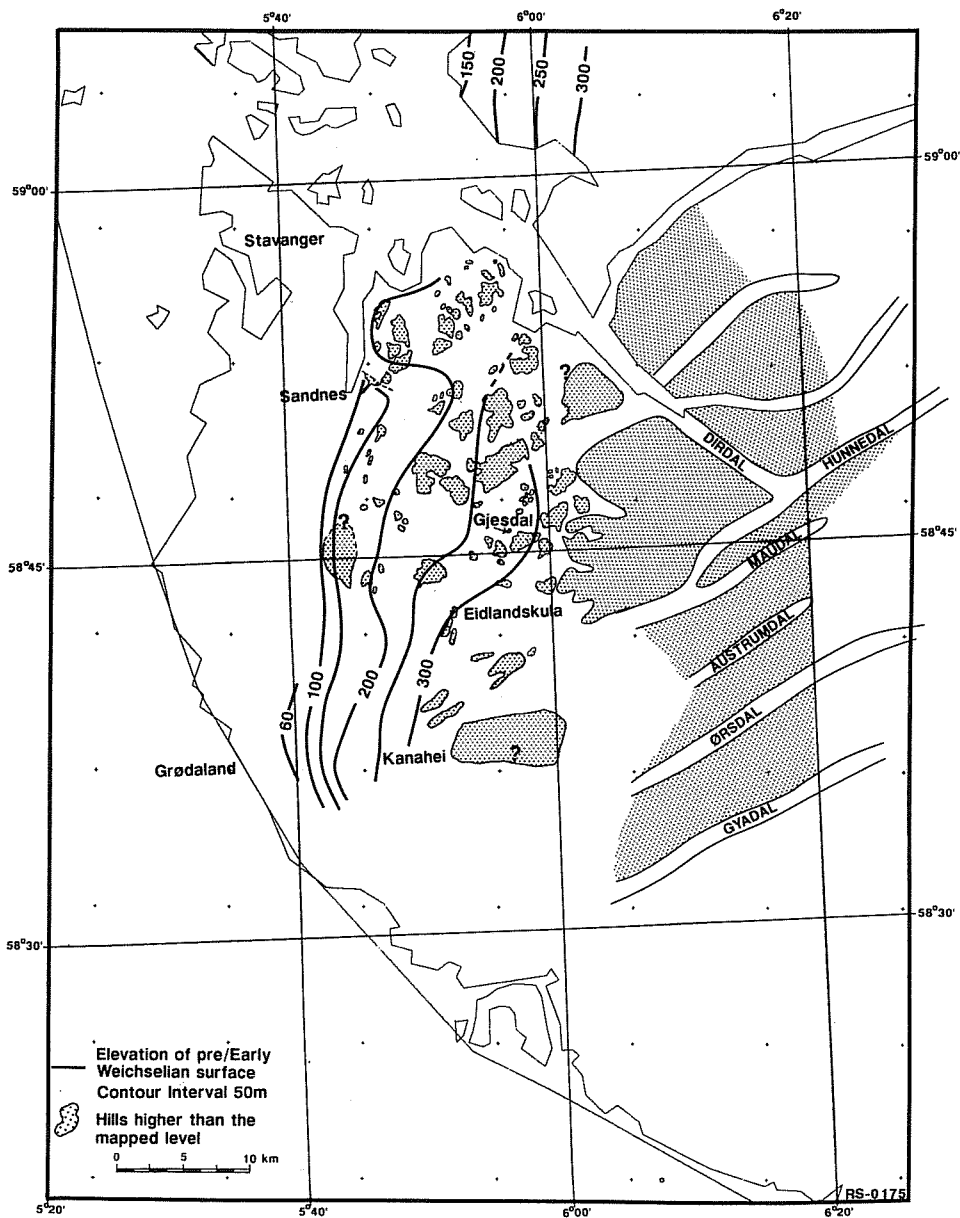 5°40'
6°00'
6°20'
150
200
250
300
59°00'
59°00'
Stavanger
Sandnes
?
DIRDAL
HUNNEDAL
?
Gjesdal
58°45'
58°45'
MAUDAL
Eidlandskula
AUSTRUMDAL
60
100
200
300
ØRSDAL
Kanahei
?
Grødaland
GYADAL
58°30'
58°30'
Elevation of pre/Early
Weichselian surface
Contour Interval 50m
Hills higher than the
mapped level
0 5 10 km
RS-0175
5°20'
5°40'
6°00'
6°20'